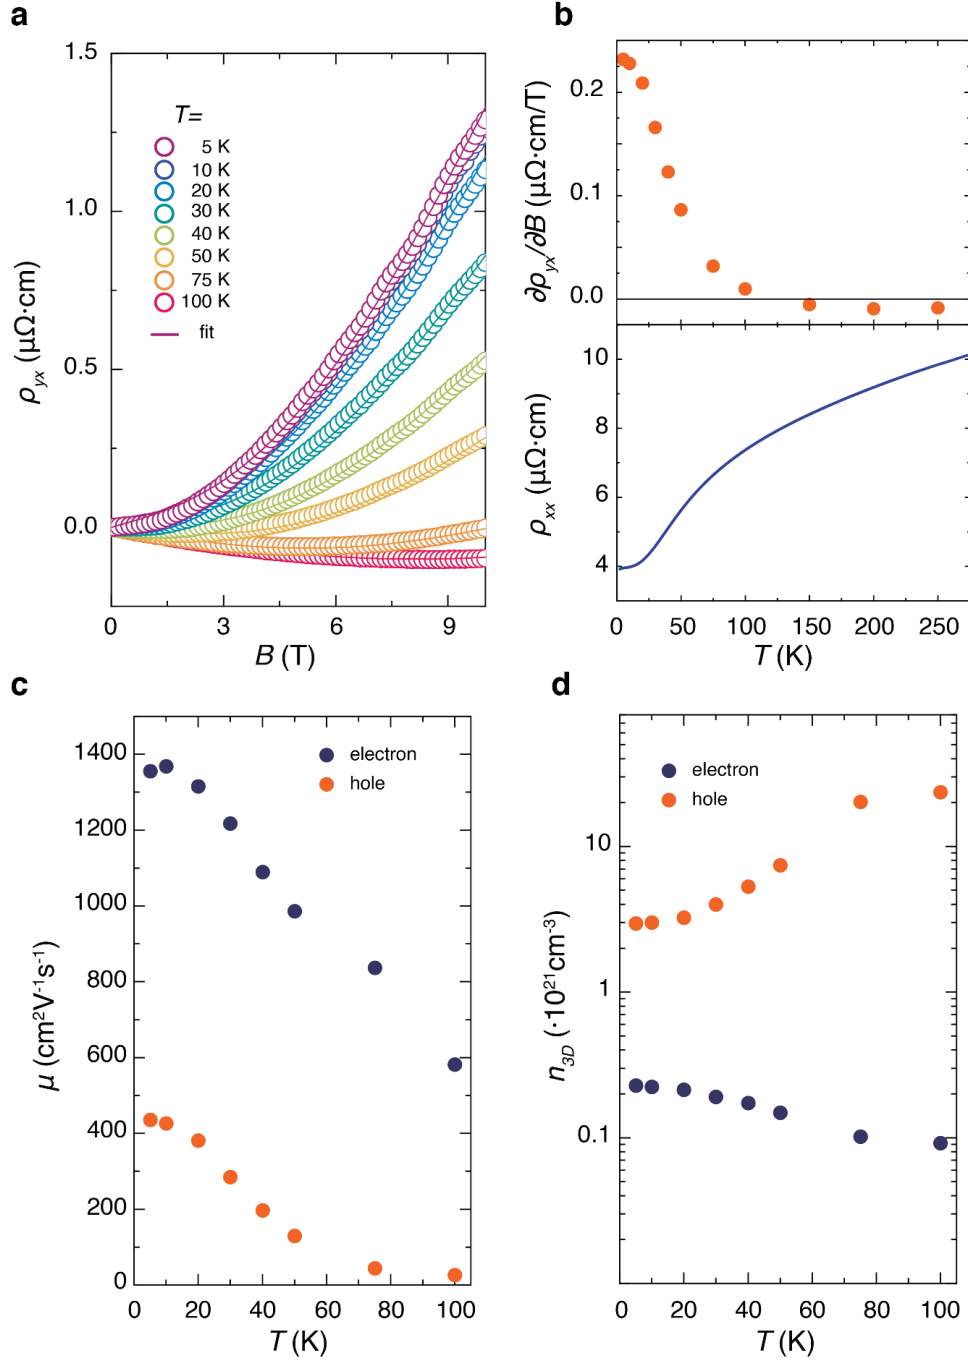 a
1.5
1.0
0.5
0.0
ρyx (μΩ·cm)
T=
5 K
10 K
20 K
30 K
40 K
50 K
75 K
100 K
fit
0 3 6 9
B (T)
b
0.2
0.1
0.0
∂ρyx/∂B (μΩ·cm/T)
10
8
6
4
ρxx (μΩ·cm)
0 50 100 150 200 250
T (K)
c
1400
1200
1000
800
600
400
200
0
μ (cm²V⁻¹s⁻¹)
electron
hole
0 20 40 60 80 100
T (K)
d
10
1
0.1
n3D (·10²¹cm⁻³)
electron
hole
0 20 40 60 80 100
T (K)